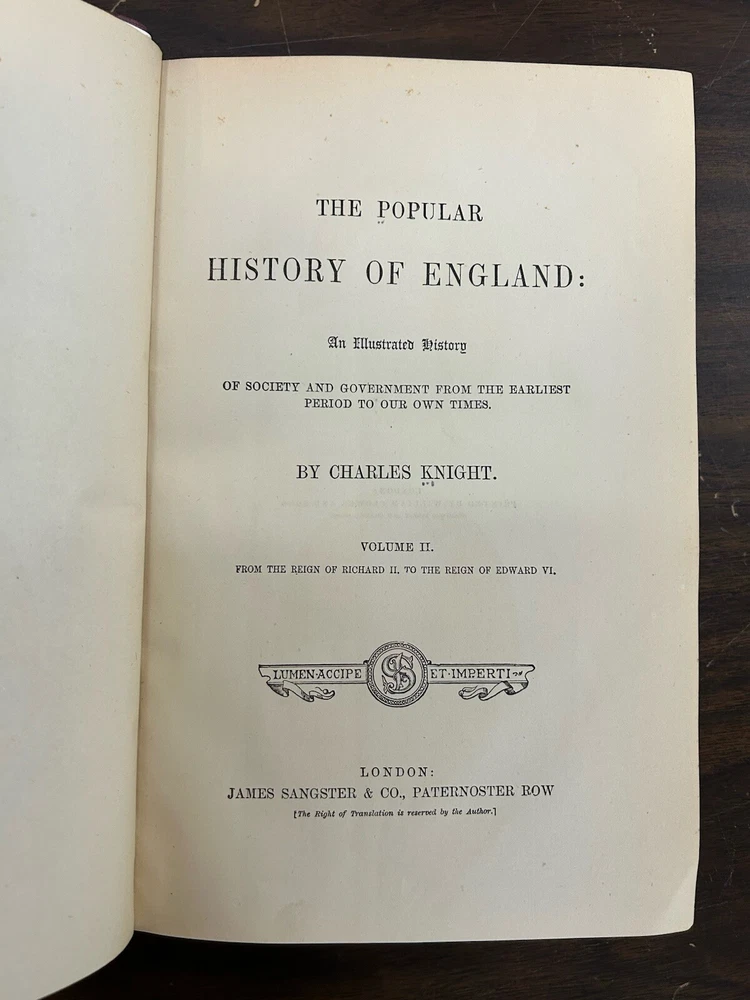 THE POPULAR
HISTORY OF ENGLAND:
An Illustrated History
OF SOCIETY AND GOVERNMENT FROM THE EARLIEST
PERIOD TO OUR OWN TIMES.
BY CHARLES KNIGHT.
VOLUME II.
FROM THE REIGN OF RICHARD II. TO THE REIGN OF EDWARD VI.
LUMEN·ACCIPE ET·IMPERTI
LONDON:
JAMES SANGSTER & CO., PATERNOSTER ROW
[The Right of Translation is reserved by the Author.]